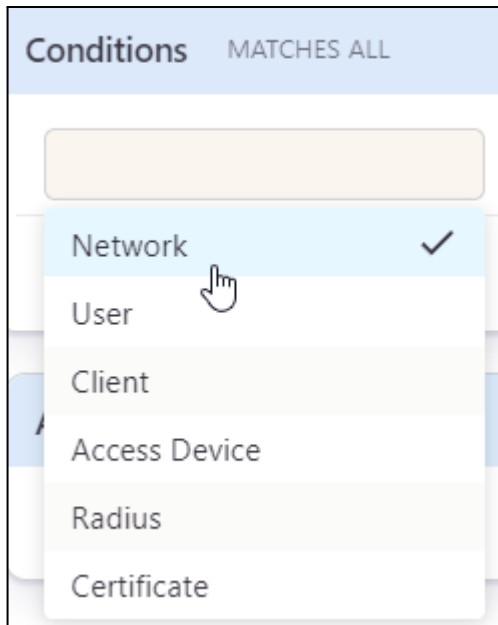 Conditions MATCHES ALL
Network
User
Client
Access Device
Radius
Certificate